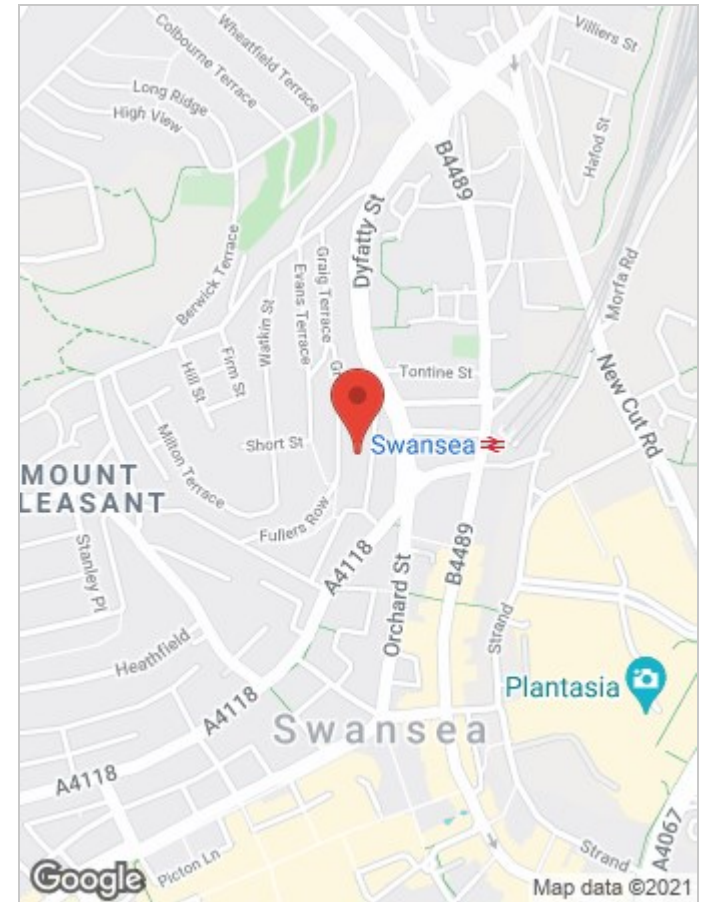 Villiers St
Wheatfield Terrace
Colbourne Terrace
Long Ridge
High View
Hafod St
B4489
Dyfatty St
Morfa Rd
Graig Terrace
Evans Terrace
Berwick Terrace
Watkin St
Firm St
Hill St
Gr
Tontine St
New Cut Rd
Swansea
Short St
Milton Terrace
MOUNT
LEASANT
Fullers Row
A4118
B4489
Stanley Pl
Orchard St
Strand
Heathfield
Plantasia
A4118
Swansea
A4118
Picton Ln
Strand
A4067
Google
Map data ©2021